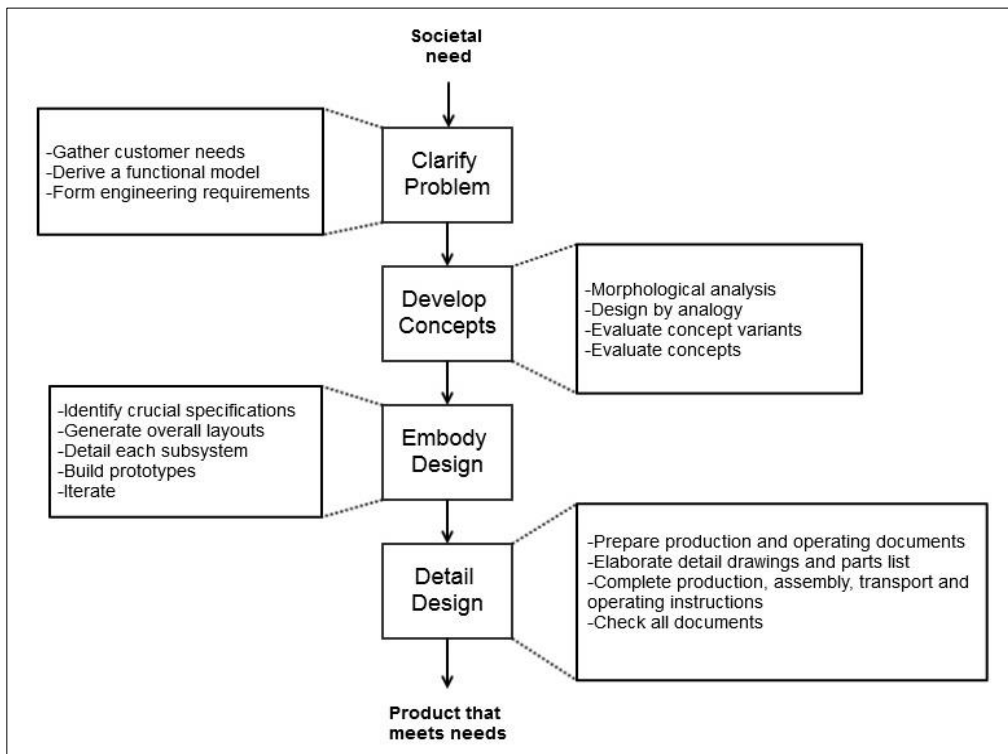 Societal
need
-Gather customer needs
-Derive a functional model
-Form engineering requirements
Clarify
Problem
Develop
Concepts
-Morphological analysis
-Design by analogy
-Evaluate concept variants
-Evaluate concepts
-Identify crucial specifications
-Generate overall layouts
-Detail each subsystem
-Build prototypes
-Iterate
Embody
Design
Detail
Design
-Prepare production and operating documents
-Elaborate detail drawings and parts list
-Complete production, assembly, transport and
operating instructions
-Check all documents
Product that
meets needs